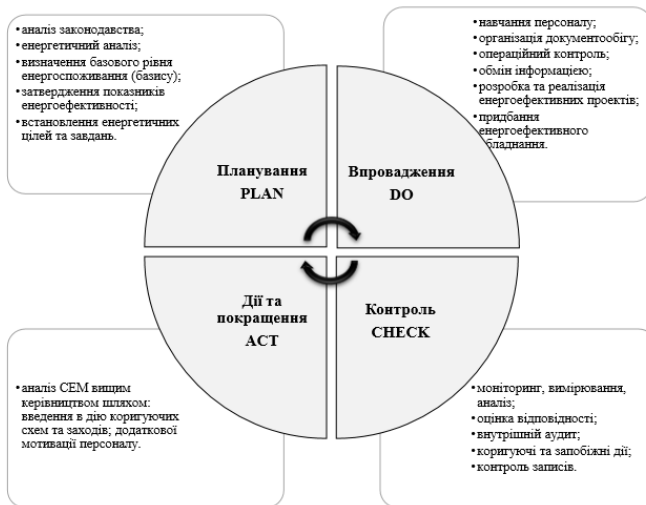 •аналіз законодавства;
•енергетичний аналіз;
•визначення базового рівня
енергоспоживання (базису);
•затвердження показників
енергоефективності;
•встановлення енергетичних
цілей та завдань.
•навчання персоналу;
•організація документообігу;
•операційний контроль;
•обмін інформацією;
•розробка та реалізація
енергоефективних проектів;
•придбання
енергоефективного
обладнання.
Планування
PLAN
Впровадження
DO
Дії та
покращення
ACT
Контроль
CHECK
•аналіз СЕМ вищим
керівництвом шляхом:
введення в дію коригуючих
схем та заходів; додаткової
мотивації персоналу.
•моніторинг, вимірювання,
аналіз;
•оцінка відповідності;
•внутрішній аудит;
•коригуючі та запобіжні дії;
•контроль записів.